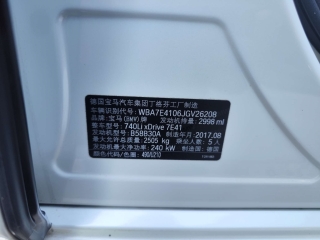 德国宝马汽车集团丁格芬工厂制造
车辆识别代号: WBA7E4106JGV26208
品牌: 宝马(BMW)牌 发动机排量: 2998 ml
整车型号: 740Li xDrive 7E41
发动机型号: B58B30A 制造年月: 2017.08
最大允许总质量: 2505 kg 乘坐人数: 5人
发动机最大净功率: 240 kW 制造国: 德国
颜色代码: 490/U210